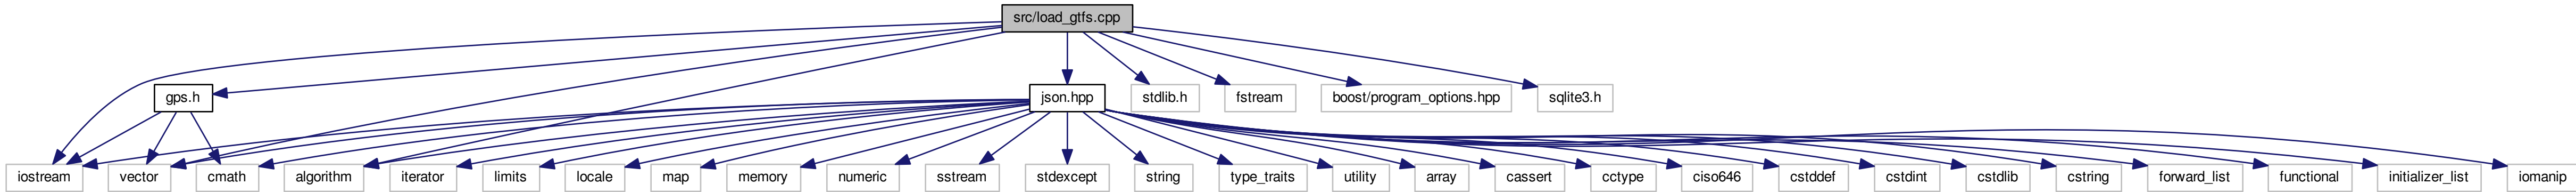 src/load_gtfs.cpp
gps.h
json.hpp
stdlib.h
fstream
boost/program_options.hpp
sqlite3.h
iostream
vector
cmath
algorithm
iterator
limits
locale
map
memory
numeric
sstream
stdexcept
string
type_traits
utility
array
cassert
cctype
ciso646
cstddef
cstdint
cstdlib
cstring
forward_list
functional
initializer_list
iomanip